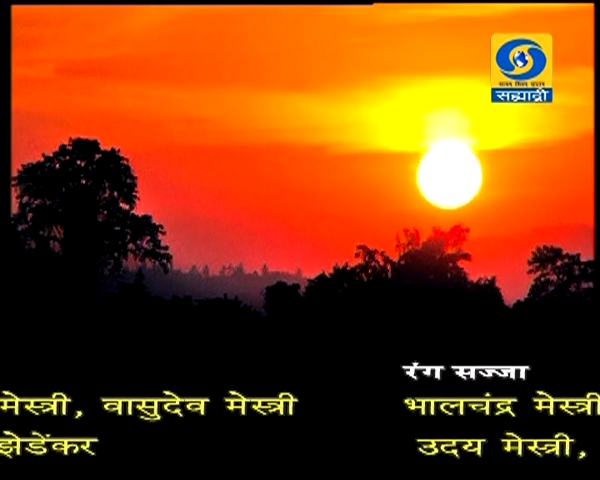 सह्याद्री
रंग सज्जा
मेस्त्री, वासुदेव मेस्त्री
भालचंद्र मेस्त्री
झेडेंकर
उदय मेस्त्री,